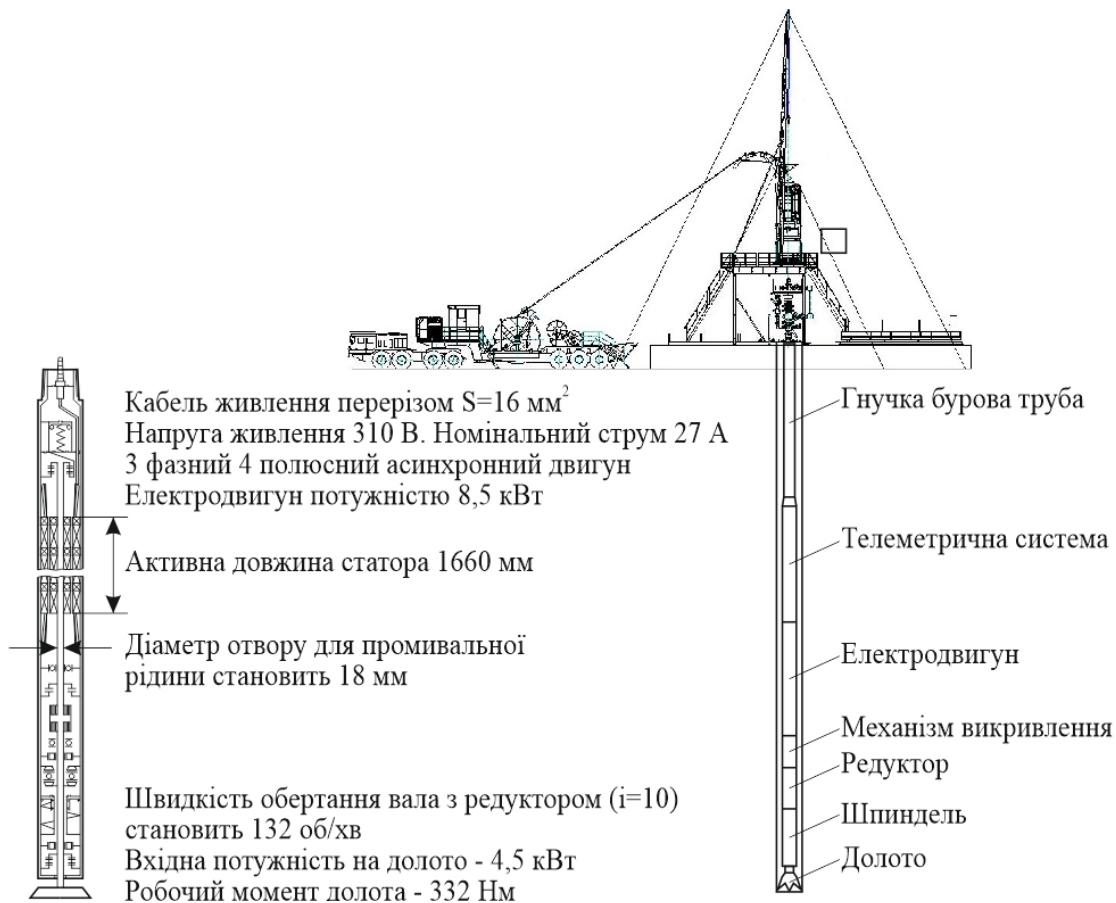 Кабель живлення перерізом S=16 мм²
Напруга живлення 310 В. Номінальний струм 27 А
3 фазний 4 полюсний асинхронний двигун
Електродвигун потужністю 8,5 кВт
Активна довжина статора 1660 мм
Діаметр отвору для промивальної
рідини становить 18 мм
Швидкість обертання вала з редуктором (і=10)
становить 132 об/хв
Вхідна потужність на долото - 4,5 кВт
Робочий момент долота - 332 Нм
Гнучка бурова труба
Телеметрична система
Електродвигун
Механізм викривлення
Редуктор
Шпиндель
Долото